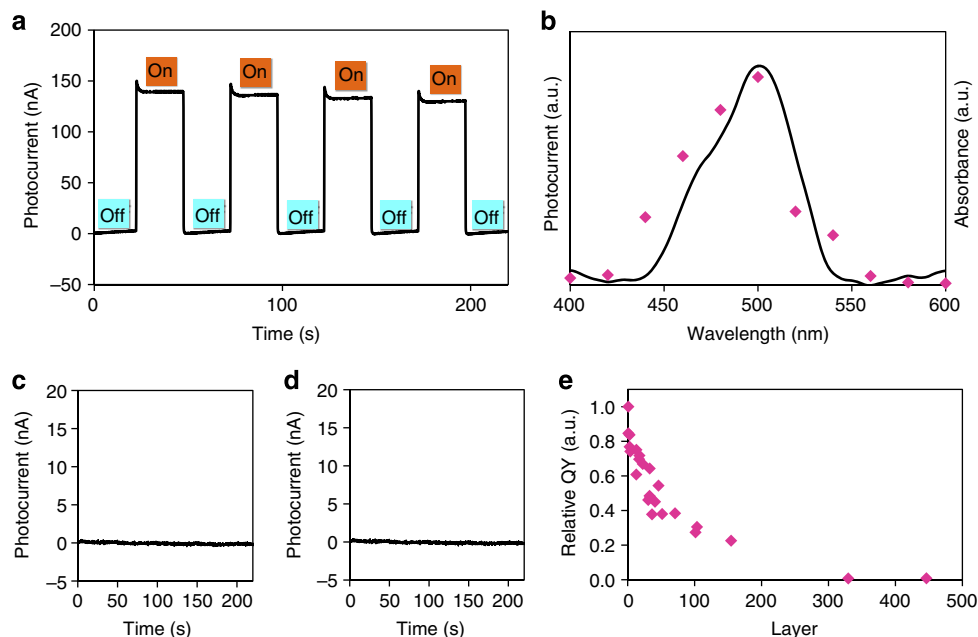 a
200
150
100
50
0
–50
Photocurrent (nA)
On
On
On
On
Off
Off
Off
Off
Off
0
100
200
Time (s)
b
Photocurrent (a.u.)
Absorbance (a.u.)
400
450
500
550
600
Wavelength (nm)
c
20
15
10
5
0
–5
Photocurrent (nA)
0 50 100 150 200
Time (s)
d
20
15
10
5
0
–5
Photocurrent (nA)
0 50 100 150 200
Time (s)
e
1.0
0.8
0.6
0.4
0.2
0.0
Relative QY (a.u.)
0 100 200 300 400 500
Layer